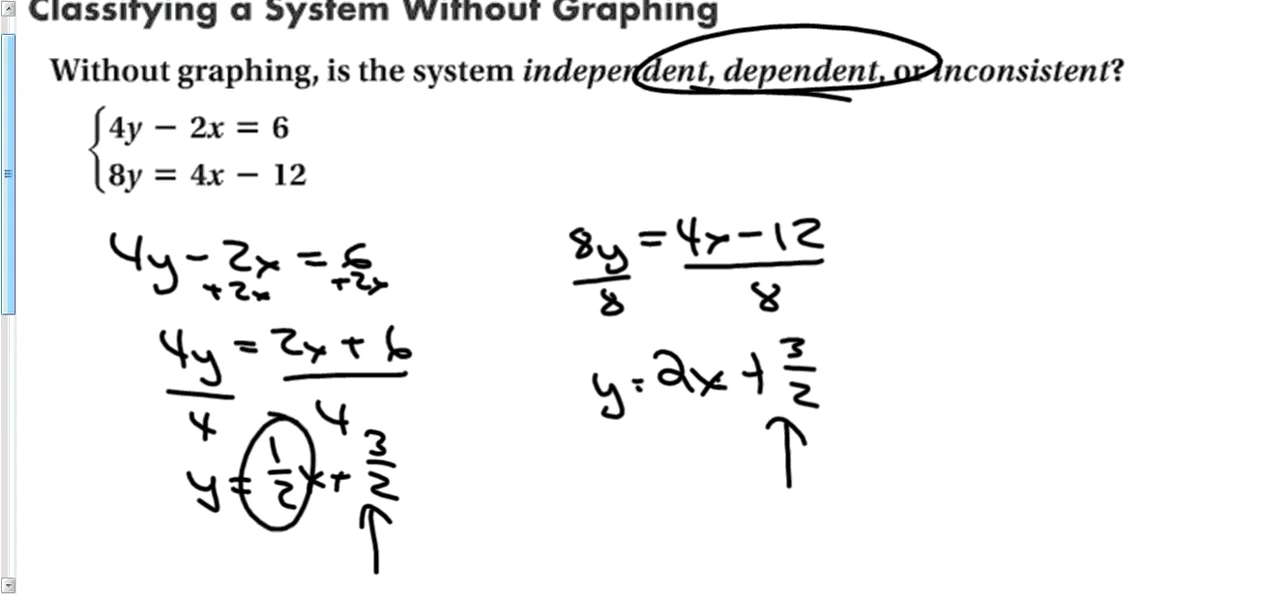 Classifying a System Without Graphing
Without graphing, is the system independent, dependent, or inconsistent?
4y − 2x = 6
8y = 4x − 12
4y − 2x = 6
+2x +2x
4y = 2x + 6
4 4
y = 1/2 x + 3/2
8y = 4x − 12
8 8
y = 2x + 3/2